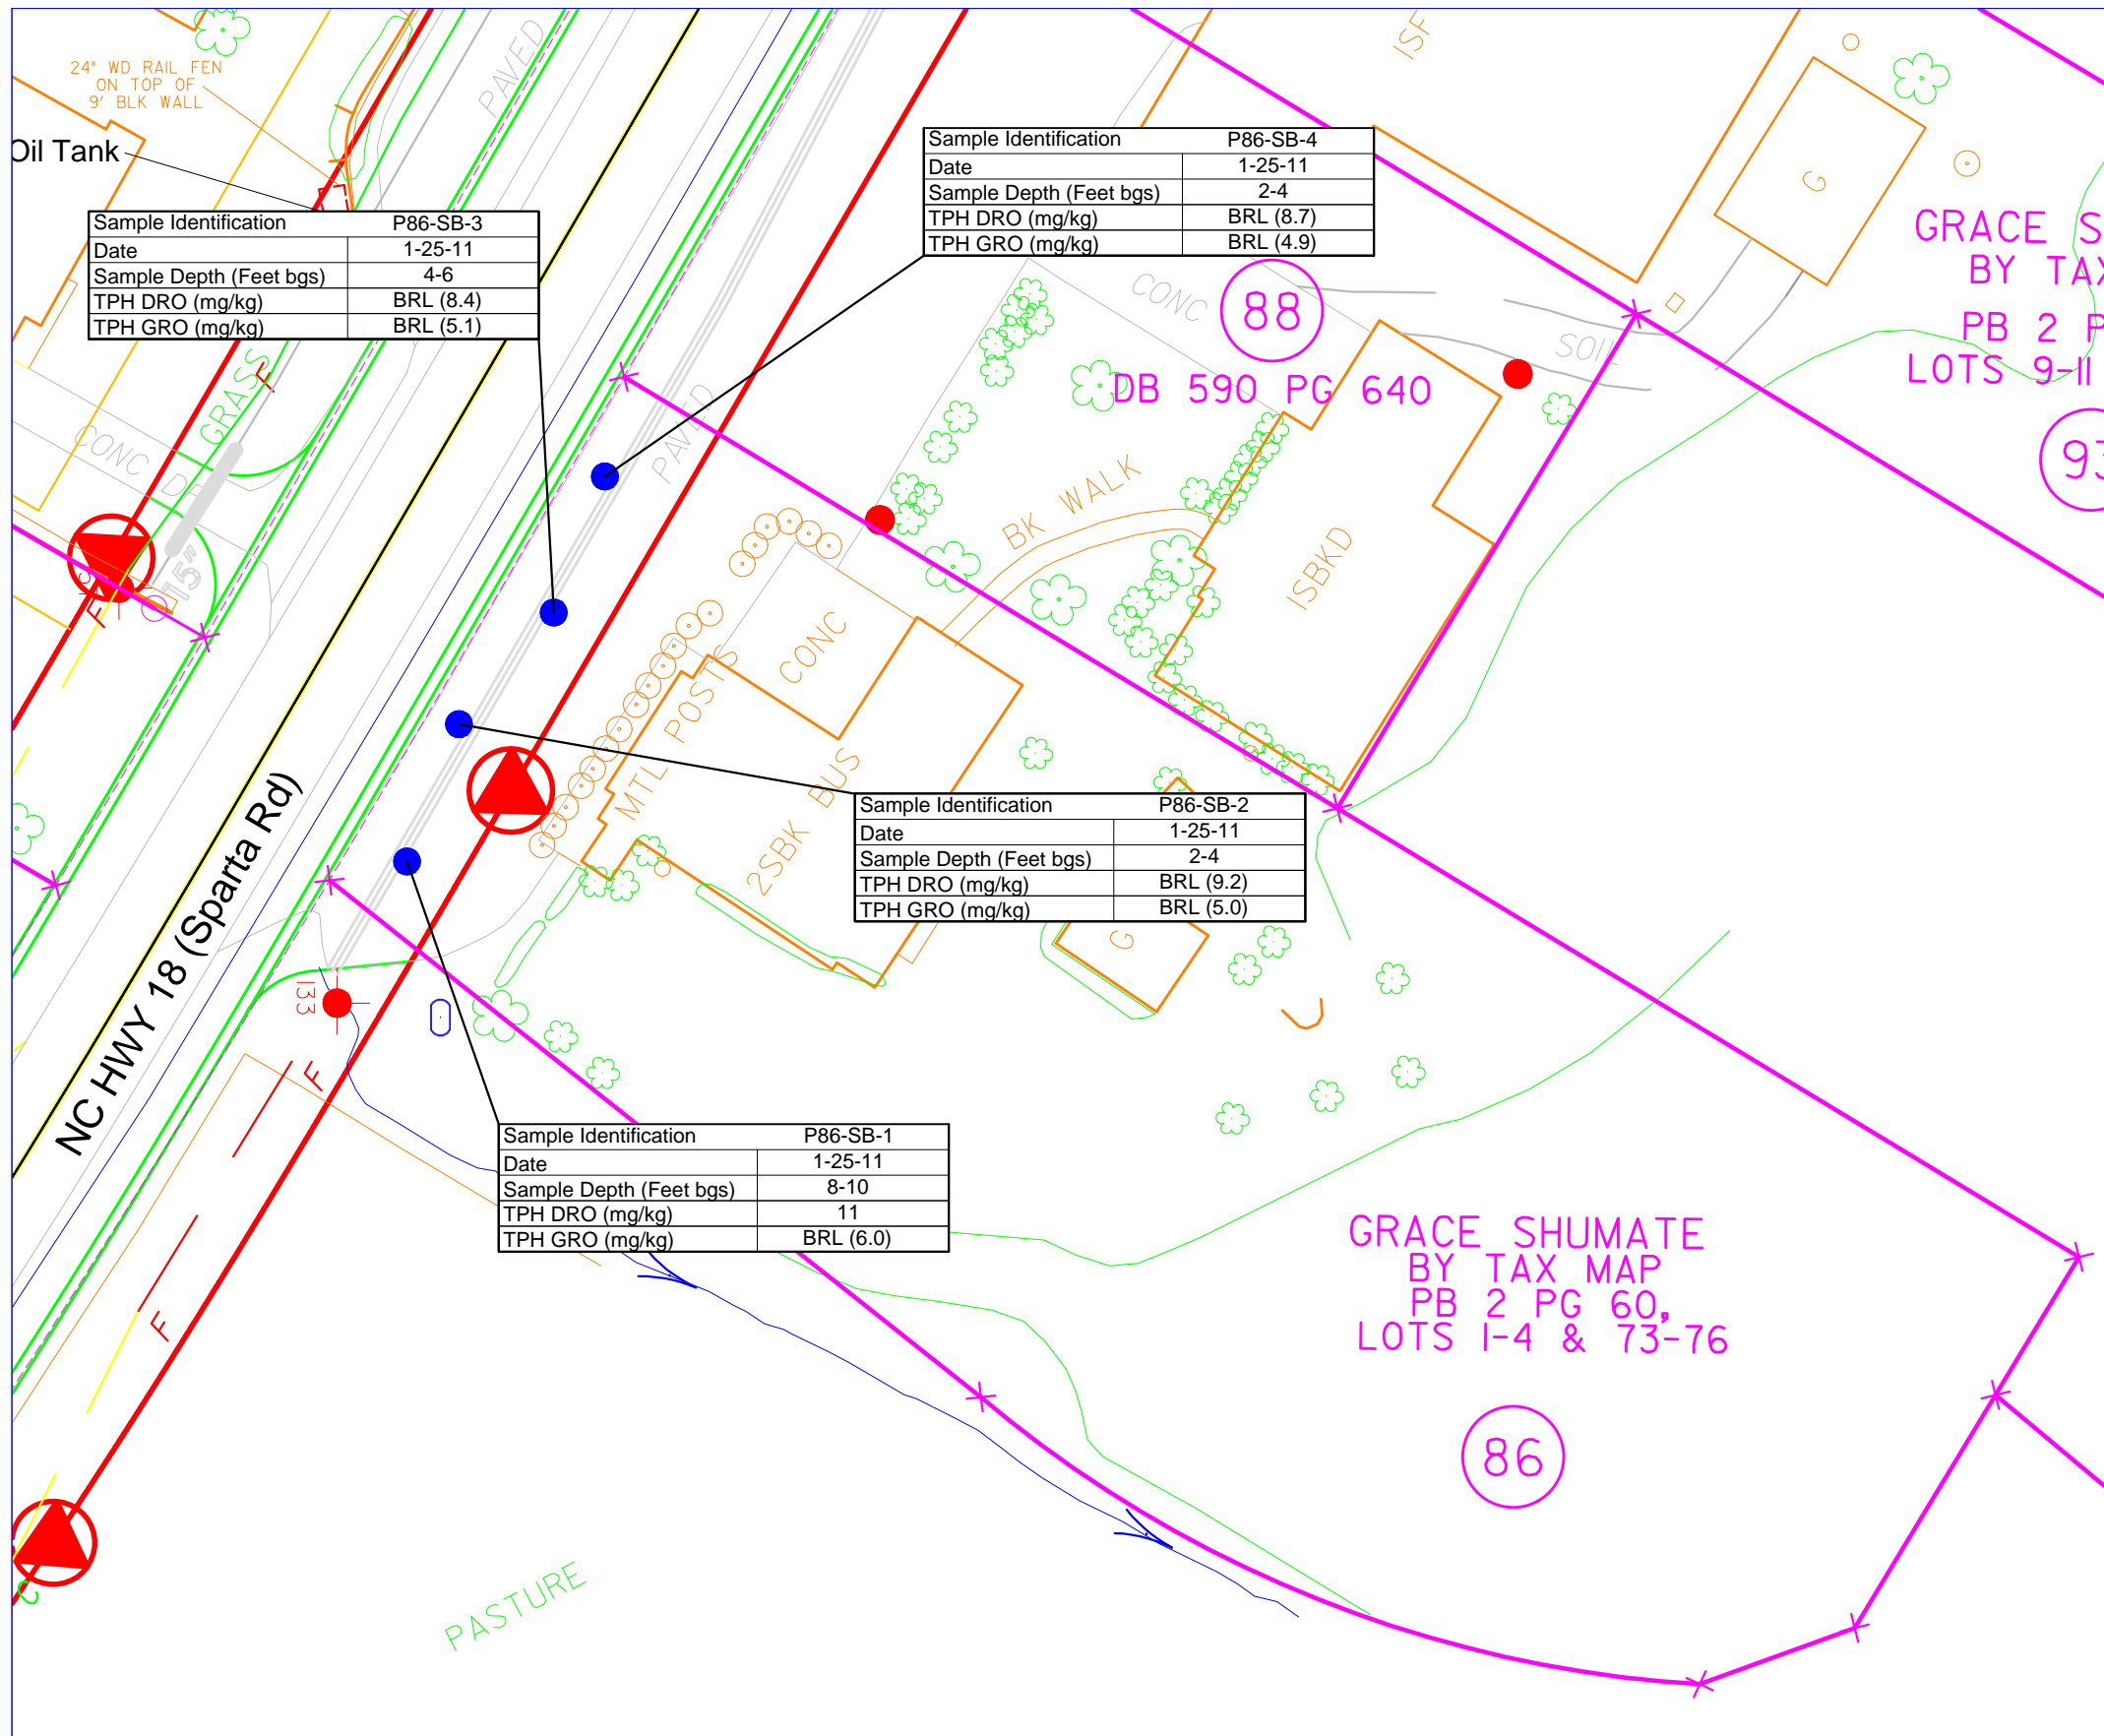 24" WD RAIL FEN
ON TOP OF
9' BLK WALL
Oil Tank
PAVED
Sample Identification P86-SB-4
Date 1-25-11
Sample Depth (Feet bgs) 2-4
TPH DRO (mg/kg) BRL (8.7)
TPH GRO (mg/kg) BRL (4.9)
Sample Identification P86-SB-3
Date 1-25-11
Sample Depth (Feet bgs) 4-6
TPH DRO (mg/kg) BRL (8.4)
TPH GRO (mg/kg) BRL (5.1)
G
GRACE S
BY TAX
PB 2 P
LOTS 9-11
93
CONC
88
SOIL
DB 590 PG 640
GRASS
F
CONC
PAVED
BK WALK
15"
F
1SBKD
CONC
MTL POSTS
BUS
2SBK
Sample Identification P86-SB-2
Date 1-25-11
Sample Depth (Feet bgs) 2-4
TPH DRO (mg/kg) BRL (9.2)
TPH GRO (mg/kg) BRL (5.0)
G
NC HWY 18 (Sparta Rd)
133
F
Sample Identification P86-SB-1
Date 1-25-11
Sample Depth (Feet bgs) 8-10
TPH DRO (mg/kg) 11
TPH GRO (mg/kg) BRL (6.0)
F
GRACE SHUMATE
BY TAX MAP
PB 2 PG 60,
LOTS 1-4 & 73-76
86
PASTURE